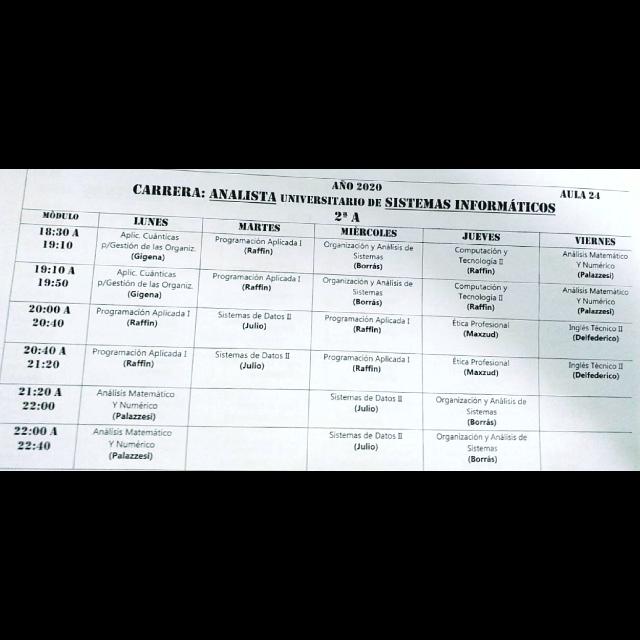 AÑO 2020
AULA 24
CARRERA: ANALISTA UNIVERSITARIO DE SISTEMAS INFORMÁTICOS
2ª A
MÒDULO LUNES MARTES MIÉRCOLES JUEVES VIERNES
18:30 A
19:10
Aplic. Cuánticas
p/Gestión de las Organiz.
(Gigena)
Programación Aplicada I
(Raffin)
Organización y Análisis de
Sistemas
(Borrás)
Computación y
Tecnología II
(Raffin)
Análisis Matemático
Y Numérico
(Palazzesi)
19:10 A
19:50
Aplic. Cuánticas
p/Gestión de las Organiz.
(Gigena)
Programación Aplicada I
(Raffin)
Organización y Análisis de
Sistemas
(Borrás)
Computación y
Tecnología II
(Raffin)
Análisis Matemático
Y Numérico
(Palazzesi)
20:00 A
20:40
Programación Aplicada I
(Raffin)
Sistemas de Datos II
(Julio)
Programación Aplicada I
(Raffin)
Ética Profesional
(Maxzud)
Inglés Técnico II
(Delfederico)
20:40 A
21:20
Programación Aplicada I
(Raffin)
Sistemas de Datos II
(Julio)
Programación Aplicada I
(Raffin)
Ética Profesional
(Maxzud)
Inglés Técnico II
(Delfederico)
21:20 A
22:00
Análisis Matemático
Y Numérico
(Palazzesi)
Sistemas de Datos II
(Julio)
Organización y Análisis de
Sistemas
(Borrás)
22:00 A
22:40
Análisis Matemático
Y Numérico
(Palazzesi)
Sistemas de Datos II
(Julio)
Organización y Análisis de
Sistemas
(Borrás)